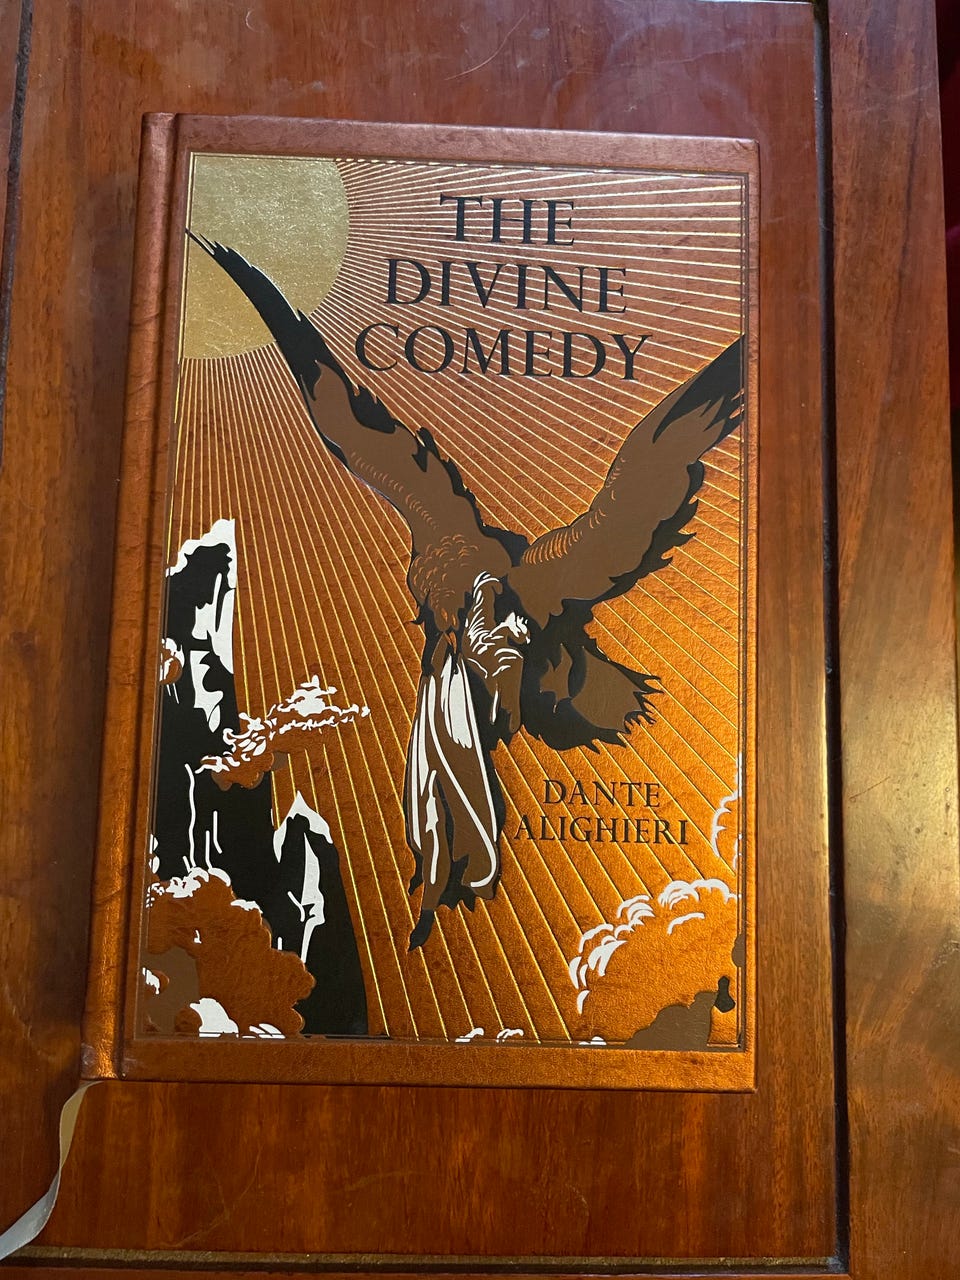 THE
DIVINE
COMEDY
DANTE
ALIGHIERI